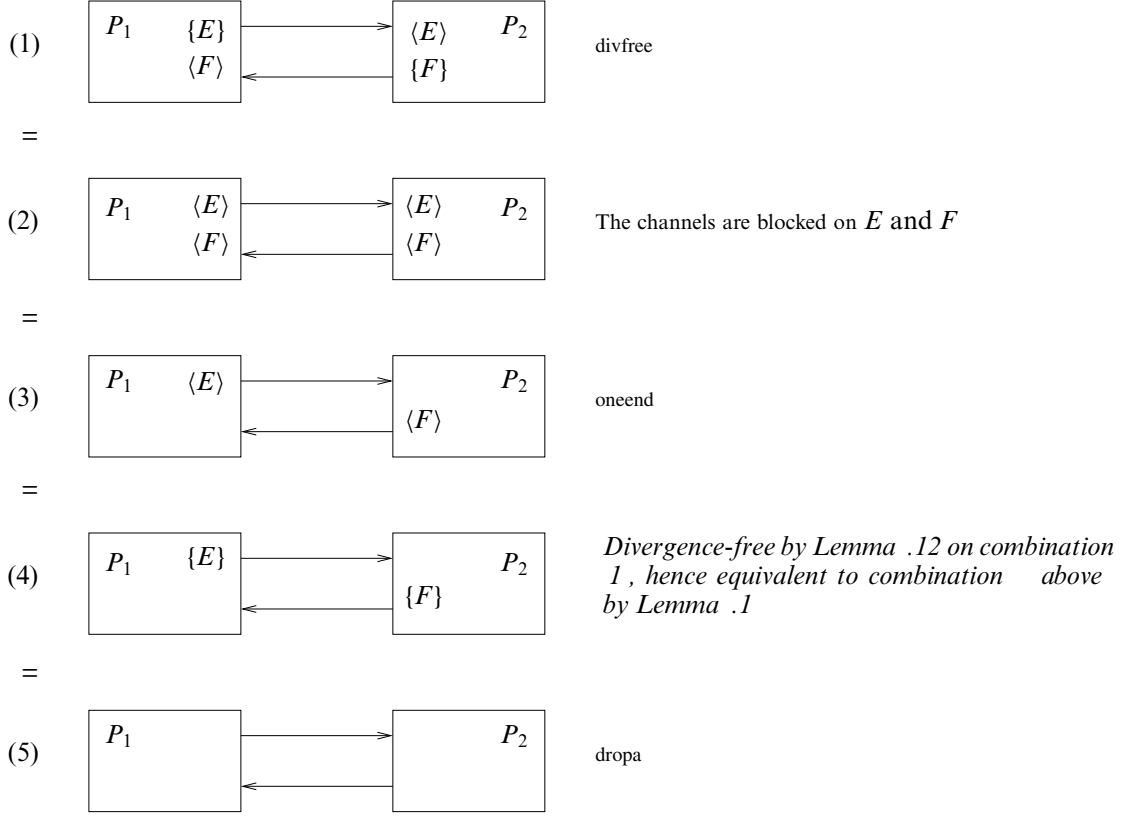 (1) P₁ {E} ⟨E⟩ P₂ divfree
⟨F⟩ {F}
=
(2) P₁ ⟨E⟩ ⟨E⟩ P₂ The channels are blocked on E and F
⟨F⟩ ⟨F⟩
=
(3) P₁ ⟨E⟩ P₂ oneend
⟨F⟩
=
(4) P₁ {E} P₂ Divergence-free by Lemma .12 on combination
1 , hence equivalent to combination above
{F} by Lemma .1
=
(5) P₁ P₂ dropa